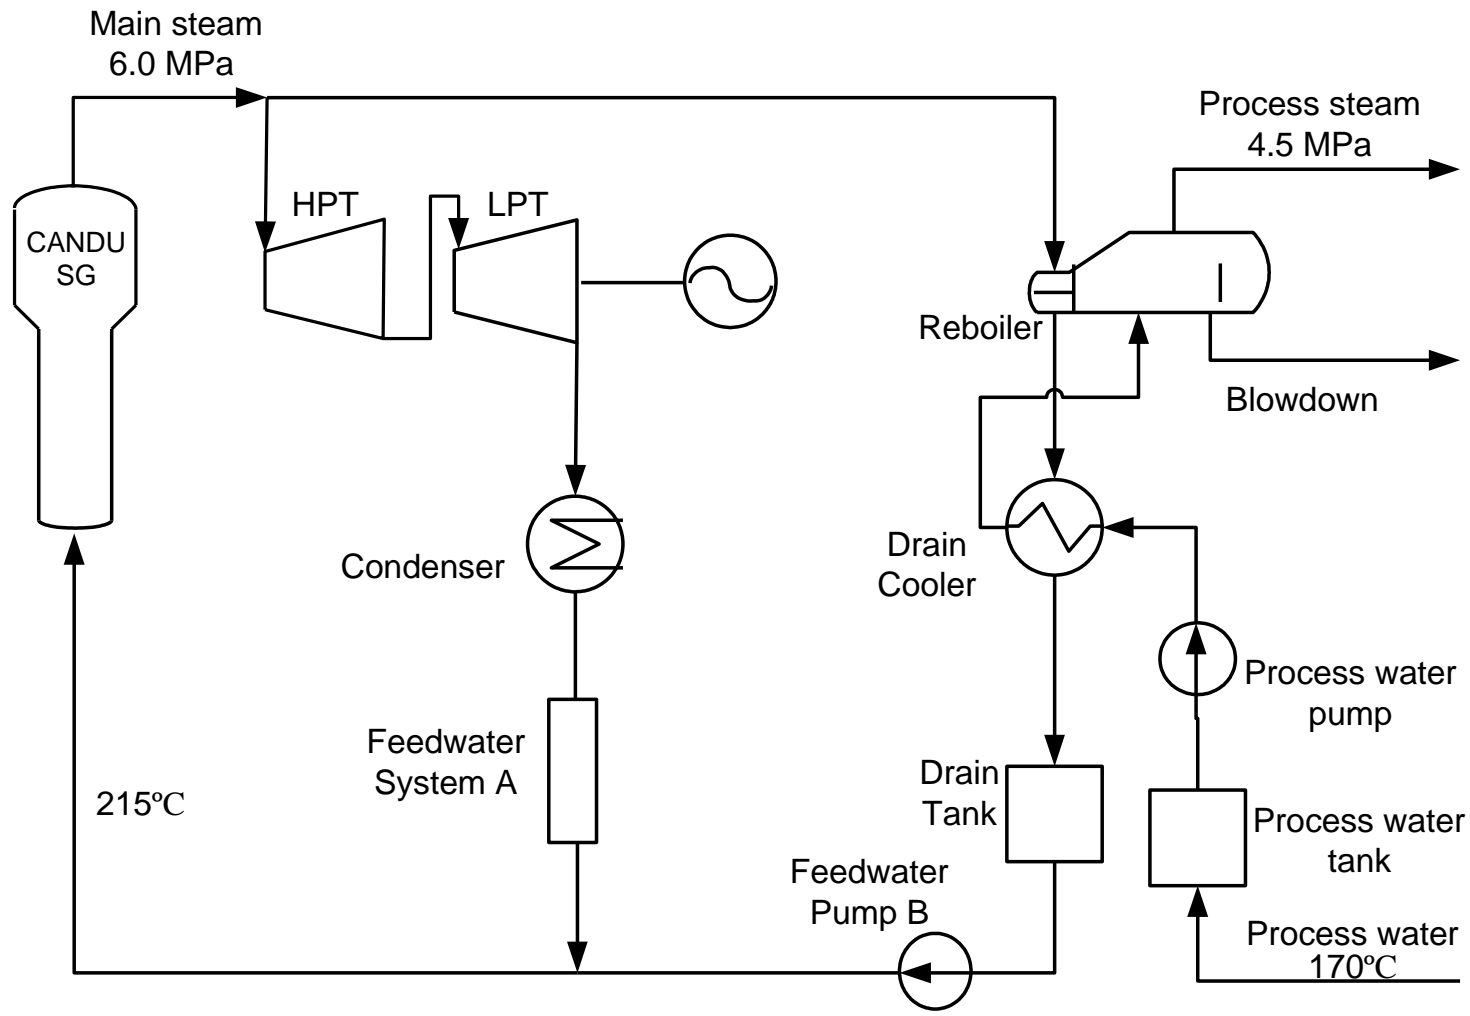 Main steam
6.0 MPa
Process steam
4.5 MPa
HPT
LPT
CANDU
SG
Reboiler
Blowdown
Condenser
Drain
Cooler
Process water
pump
Feedwater
System A
Drain
Tank
215ºC
Process water
tank
Feedwater
Pump B
Process water
170ºC